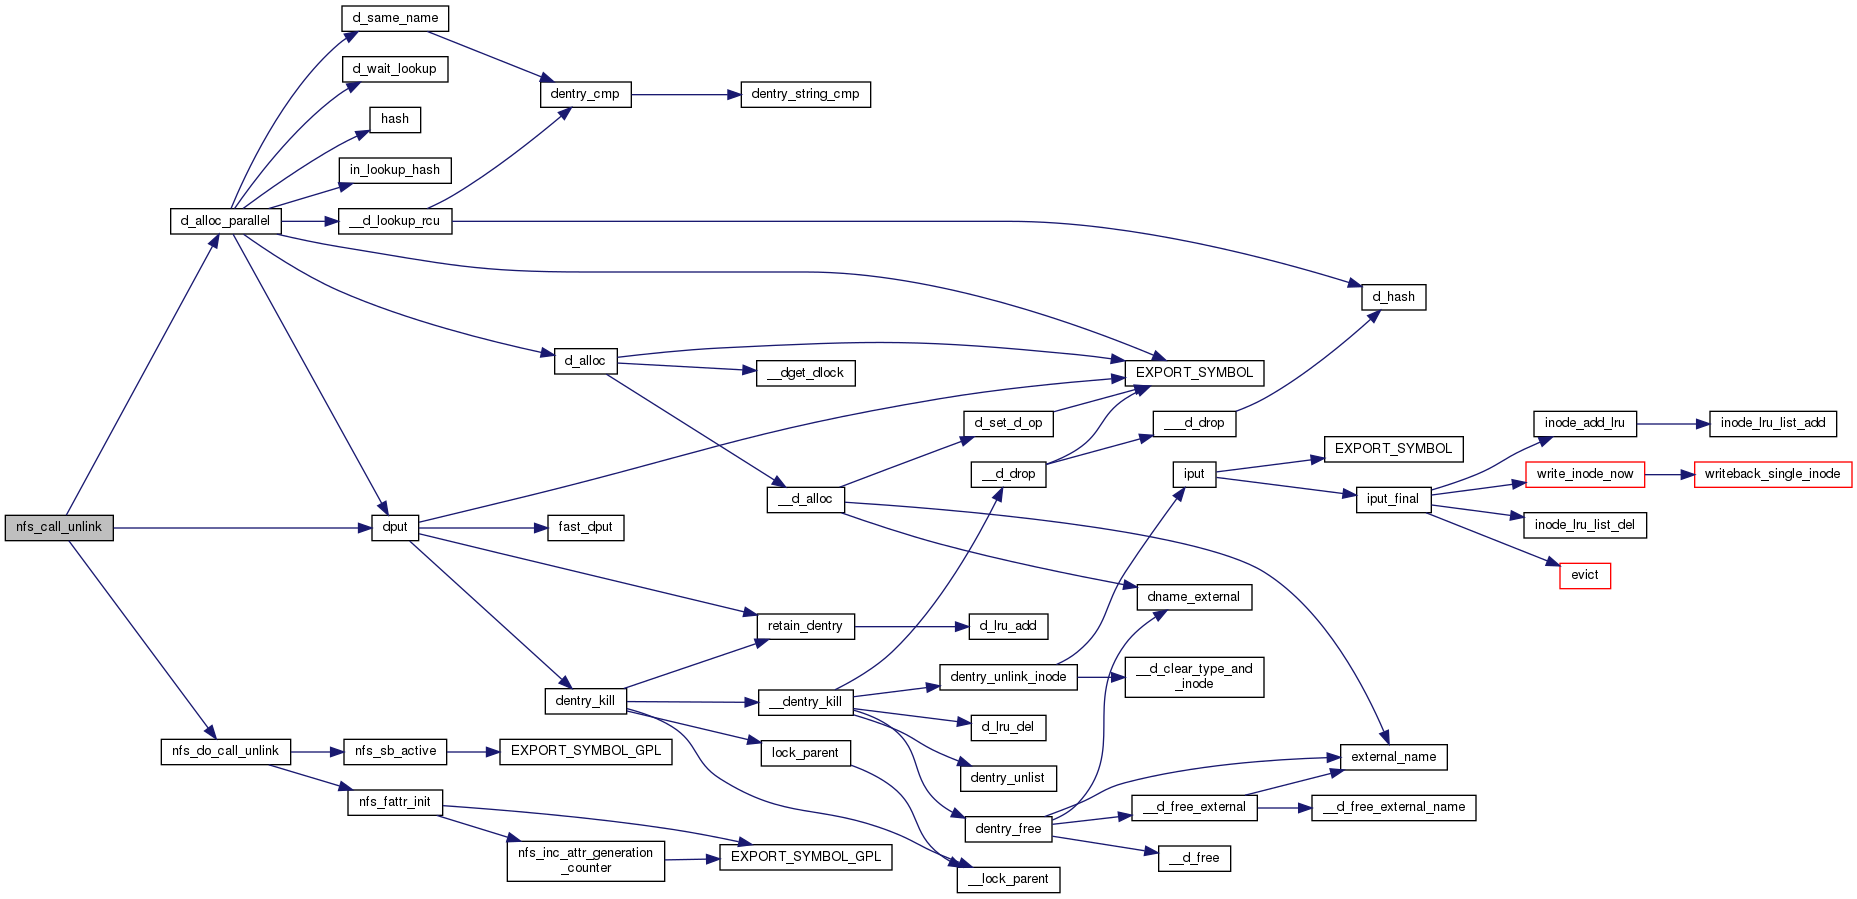 d_same_name
d_wait_lookup
dentry_cmp
dentry_string_cmp
hash
in_lookup_hash
d_alloc_parallel
__d_lookup_rcu
d_hash
d_alloc
__dget_dlock
EXPORT_SYMBOL
d_set_d_op
___d_drop
inode_add_lru
inode_lru_list_add
EXPORT_SYMBOL
__d_drop
iput
write_inode_now
writeback_single_inode
__d_alloc
iput_final
nfs_call_unlink
dput
fast_dput
inode_lru_list_del
evict
dname_external
retain_dentry
d_lru_add
dentry_unlink_inode
__d_clear_type_and
_inode
dentry_kill
__dentry_kill
d_lru_del
nfs_do_call_unlink
nfs_sb_active
EXPORT_SYMBOL_GPL
lock_parent
external_name
dentry_unlist
nfs_fattr_init
__d_free_external
__d_free_external_name
dentry_free
nfs_inc_attr_generation
_counter
EXPORT_SYMBOL_GPL
__d_free
__lock_parent